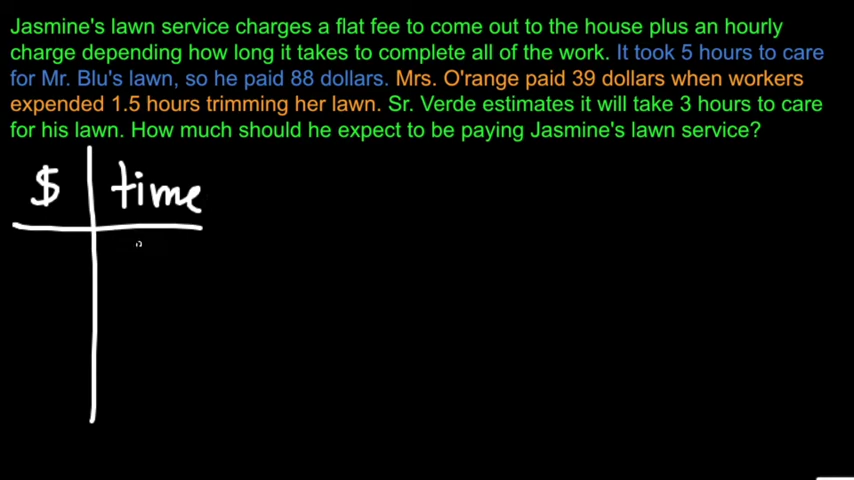 Jasmine's lawn service charges a flat fee to come out to the house plus an hourly
charge depending how long it takes to complete all of the work. It took 5 hours to care
for Mr. Blu's lawn, so he paid 88 dollars. Mrs. O'range paid 39 dollars when workers
expended 1.5 hours trimming her lawn. Sr. Verde estimates it will take 3 hours to care
for his lawn. How much should he expect to be paying Jasmine's lawn service?
$ time